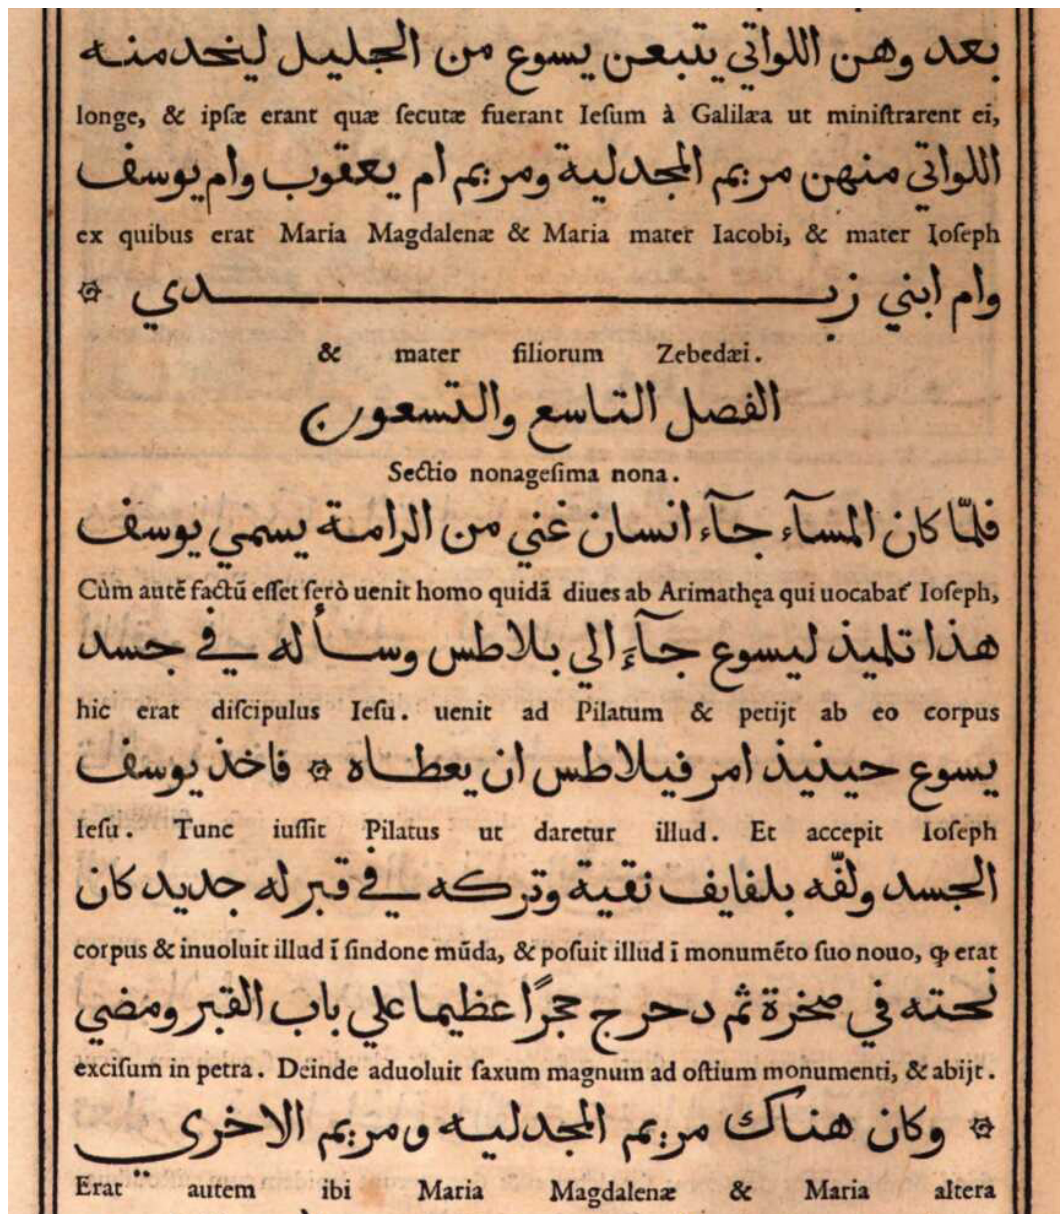 بعد وهن اللواتي يتبعن يسوع من الجليل ليخدمنه
longe, & ipſæ erant quæ ſecutæ fuerant Ieſum à Galilæa ut miniſtrarent ei,
اللواتي منهن مريم المجدلية ومريم ام يعقوب وام يوسف
ex quibus erat Maria Magdalenæ & Maria mater Iacobi, & mater Ioſeph
وام ابني زبـــــدي ۞
& mater filiorum Zebedæi.
الفصل التاسع والتسعون
Sectio nonageſima nona.
فلمّا كان المسآء جآء انسان غني من الرامة يسمي يوسف
Cùm autẽ factũ eſſet ſerò uenit homo quidã diues ab Arimathęa qui uocabat᷑ Ioſeph,
هذا تلميذ ليسوع جآءَ الي بلاطس وسأله في جسد
hic erat diſcipulus Ieſu. uenit ad Pilatum & petijt ab eo corpus
يسوع حينيذ امر فيلاطس ان يعطاه ۞ فاخذ يوسف
Ieſu. Tunc iuſſit Pilatus ut daretur illud. Et accepit Ioſeph
الجسد ولفّه بلفايف نقية وتركه في قبر له جديد كان
corpus & inuoluit illud ĩ ſindone mũda, & poſuit illud ĩ monumẽto ſuo nouo, ꝙ erat
نحته في صخرة ثم دحرج حجرًا عظيما علي باب القبر ومضي
exciſum in petra. Deinde aduoluit ſaxum magnum ad oſtium monumenti, & abijt.
۞ وكان هناك مريم المجدليه ومريم الاخري
Erat autem ibi Maria Magdalenæ & Maria altera